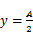 y = A/2